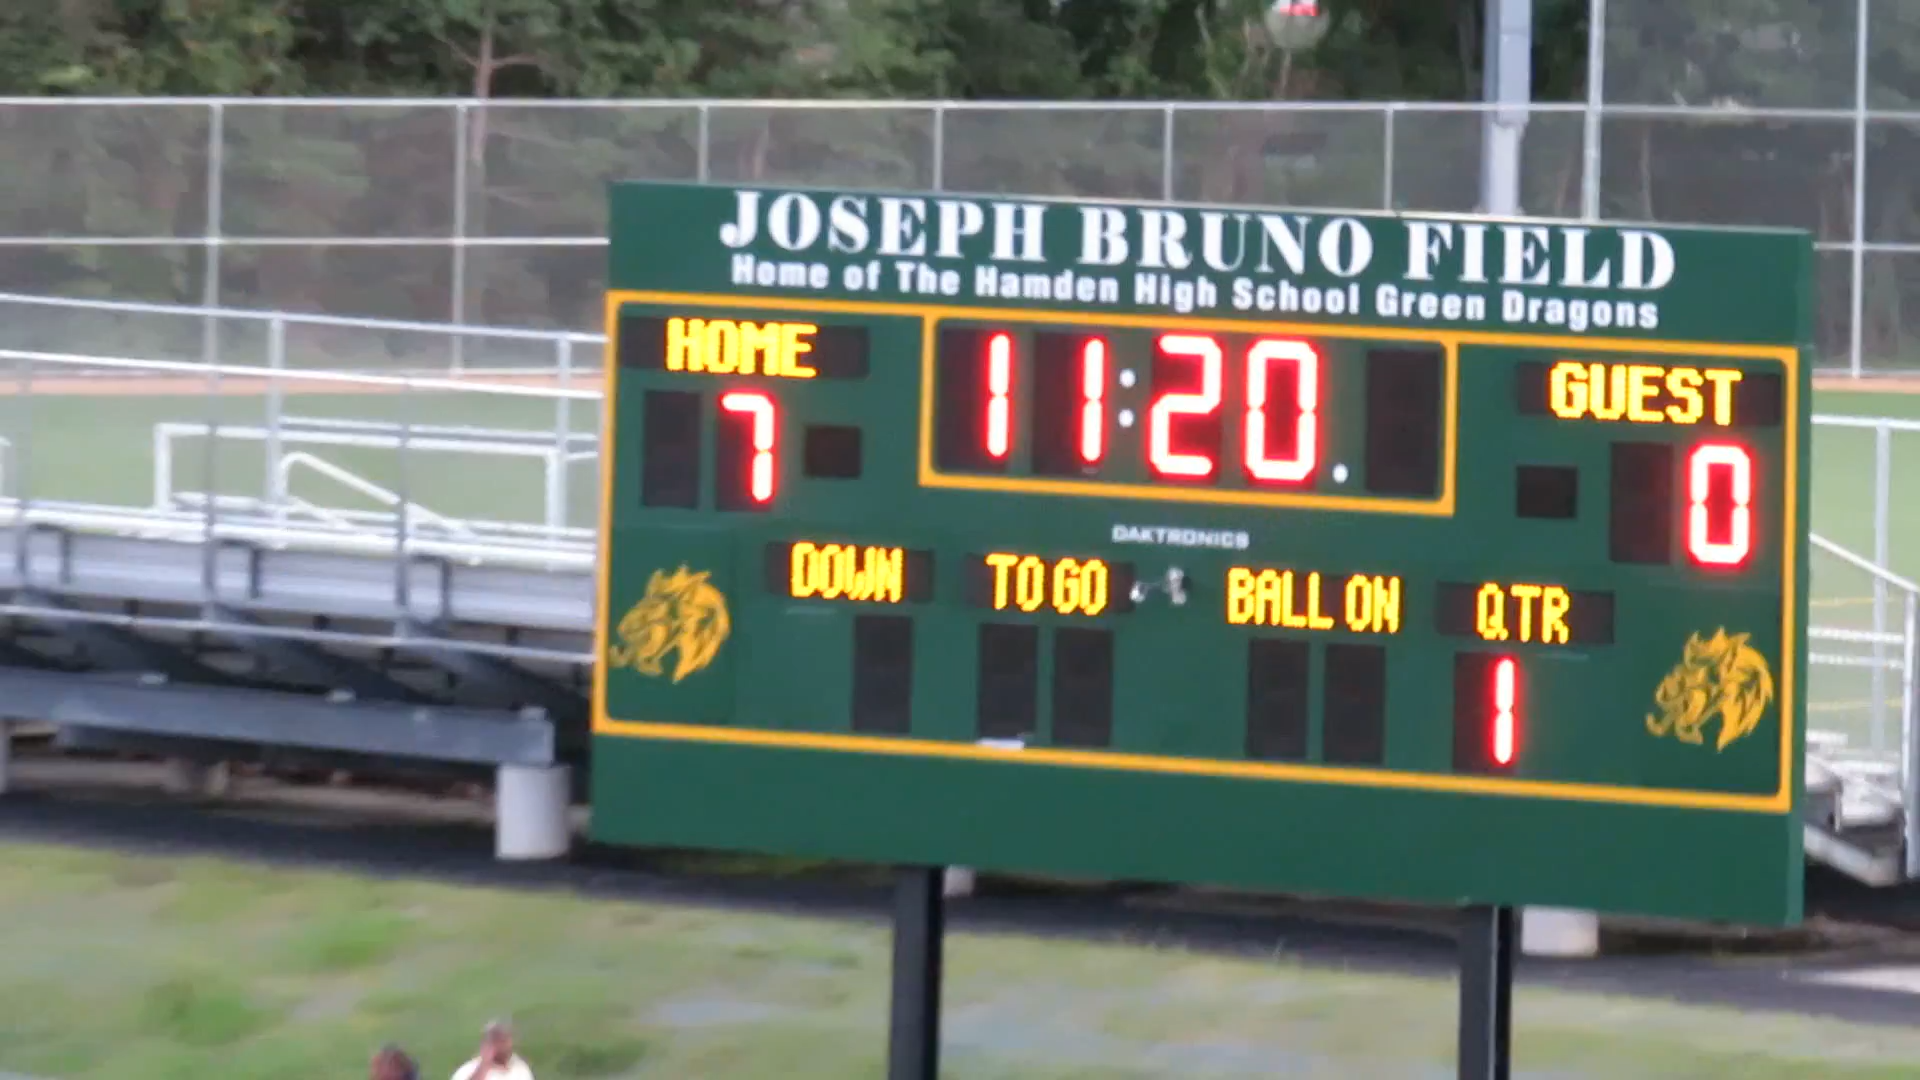 JOSEPH BRUNO FIELD
Home of The Hamden High School Green Dragons
HOME 11:20. GUEST
7 0
DAKTRONICS
DOWN TO GO BALL ON QTR
1